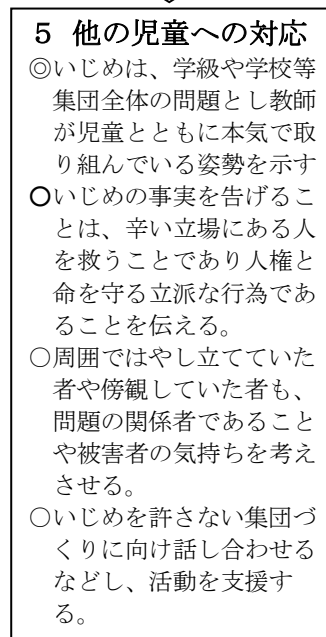 ５ 他の児童への対応
◎いじめは、学級や学校等
集団全体の問題とし教師
が児童とともに本気で取
り組んでいる姿勢を示す
○いじめの事実を告げるこ
とは、辛い立場にある人
を救うことであり人権と
命を守る立派な行為であ
ることを伝える。
○周囲ではやし立てていた
者や傍観していた者も、
問題の関係者であること
や被害者の気持ちを考え
させる。
○いじめを許さない集団づ
くりに向け話し合わせる
などし、活動を支援す
る。